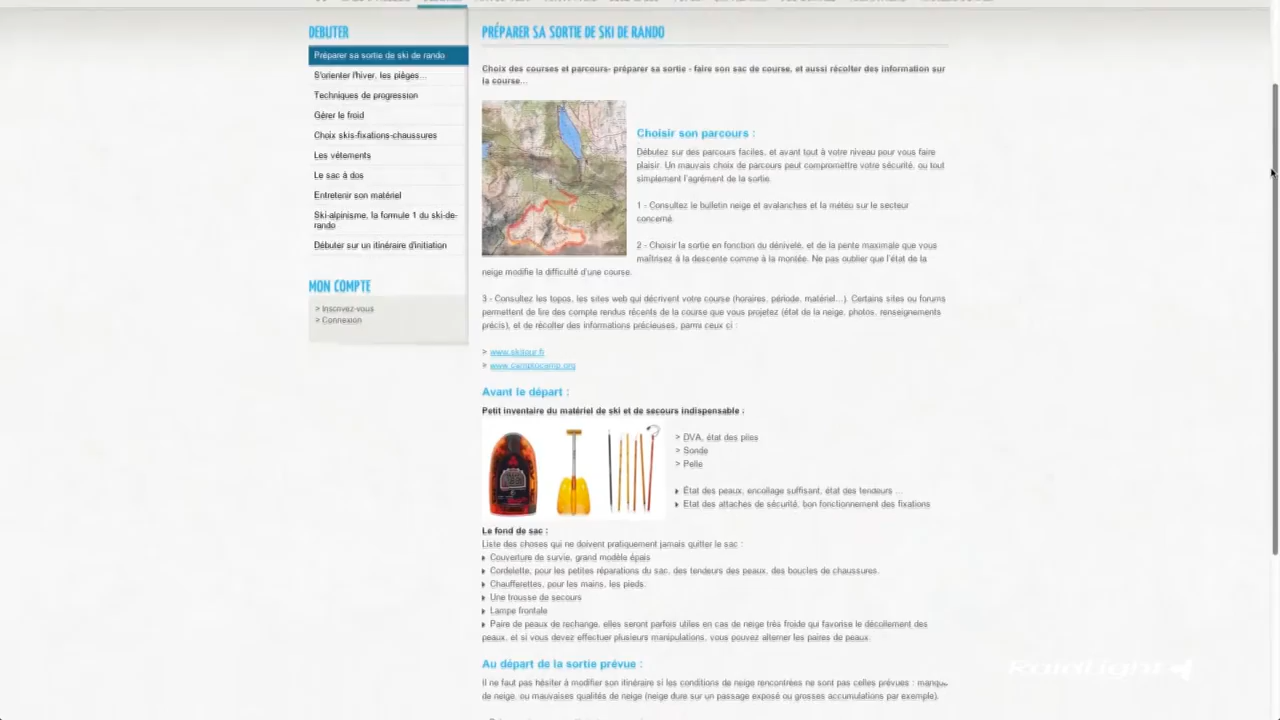 DEBUTER
Préparer sa sortie de ski de rando
S'orienter l'hiver, les pièges...
Techniques de progression
Gérer le froid
Choix skis-fixations-chaussures
Les vêtements
Le sac à dos
Entretenir son matériel
Ski-alpinisme, la formule 1 du ski-de-
rando
Débuter sur un itinéraire d'initiation
MON COMPTE
> Inscrivez-vous
> Connexion
PRÉPARER SA SORTIE DE SKI DE RANDO
Choix des courses et parcours- préparer sa sortie - faire son sac de course, et aussi récolter des information sur
la course...
Choisir son parcours :
Débutez sur des parcours faciles, et avant tout à votre niveau pour vous faire
plaisir. Un mauvais choix de parcours peut compromettre votre sécurité, ou tout
simplement l'agrément de la sortie.
1 - Consultez le bulletin neige et avalanches et la météo sur le secteur
concerné.
2 - Choisir la sortie en fonction du dénivelé, et de la pente maximale que vous
maîtrisez à la descente comme à la montée. Ne pas oublier que l'état de la
neige modifie la difficulté d'une course.
3 - Consultez les topos, les sites web qui décrivent votre course (horaires, période, matériel...). Certains sites ou forums
permettent de lire des compte rendus récents de la course que vous projetez (état de la neige, photos, renseignements
précis), et de récolter des informations précieuses, parmi ceux ci :
> www.skitour.fr
> www.camptocamp.org
Avant le départ :
Petit inventaire du matériel de ski et de secours indispensable :
> DVA, état des piles
> Sonde
> Pelle
État des peaux, encollage suffisant, état des tendeurs ...
Etat des attaches de sécurité, bon fonctionnement des fixations
Le fond de sac :
Liste des choses qui ne doivent pratiquement jamais quitter le sac :
Couverture de survie, grand modèle épais
Cordelette, pour les petites réparations du sac, des tendeurs des peaux, des boucles de chaussures.
Chaufferettes, pour les mains, les pieds.
Une trousse de secours
Lampe frontale
Paire de peaux de rechange, elles seront parfois utiles en cas de neige très froide qui favorise le décollement des
peaux, et si vous devez effectuer plusieurs manipulations, vous pouvez alterner les paires de peaux.
Au départ de la sortie prévue :
Il ne faut pas hésiter à modifier son itinéraire si les conditions de neige rencontrées ne sont pas celles prévues : manque
de neige, ou mauvaises qualités de neige (neige dure sur un passage exposé ou grosses accumulations par exemple).